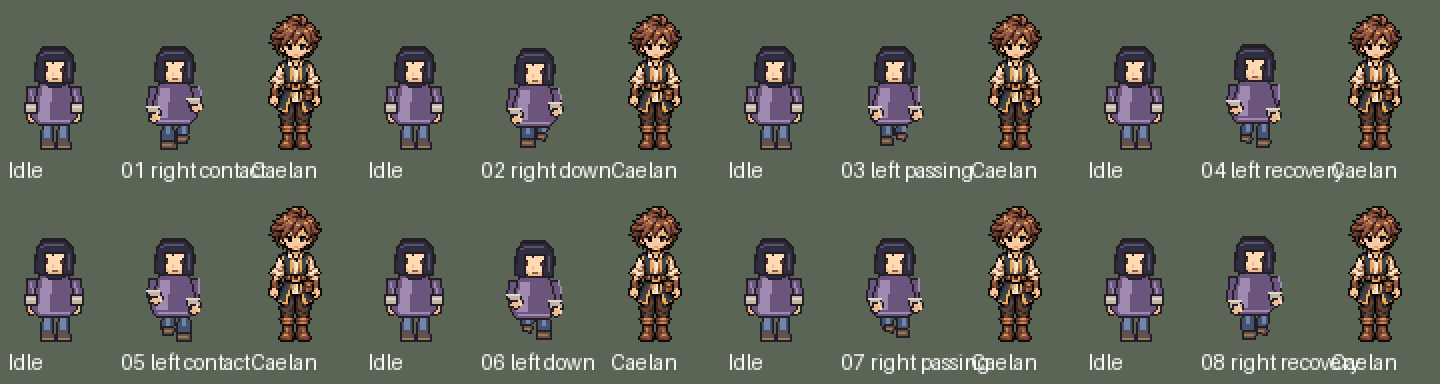 Idle 01 right contact Caelan Idle 02 right down Caelan Idle 03 left passing Caelan Idle 04 left recovery Caelan
Idle 05 left contact Caelan Idle 06 left down Caelan Idle 07 right passing Caelan Idle 08 right recovery Caelan